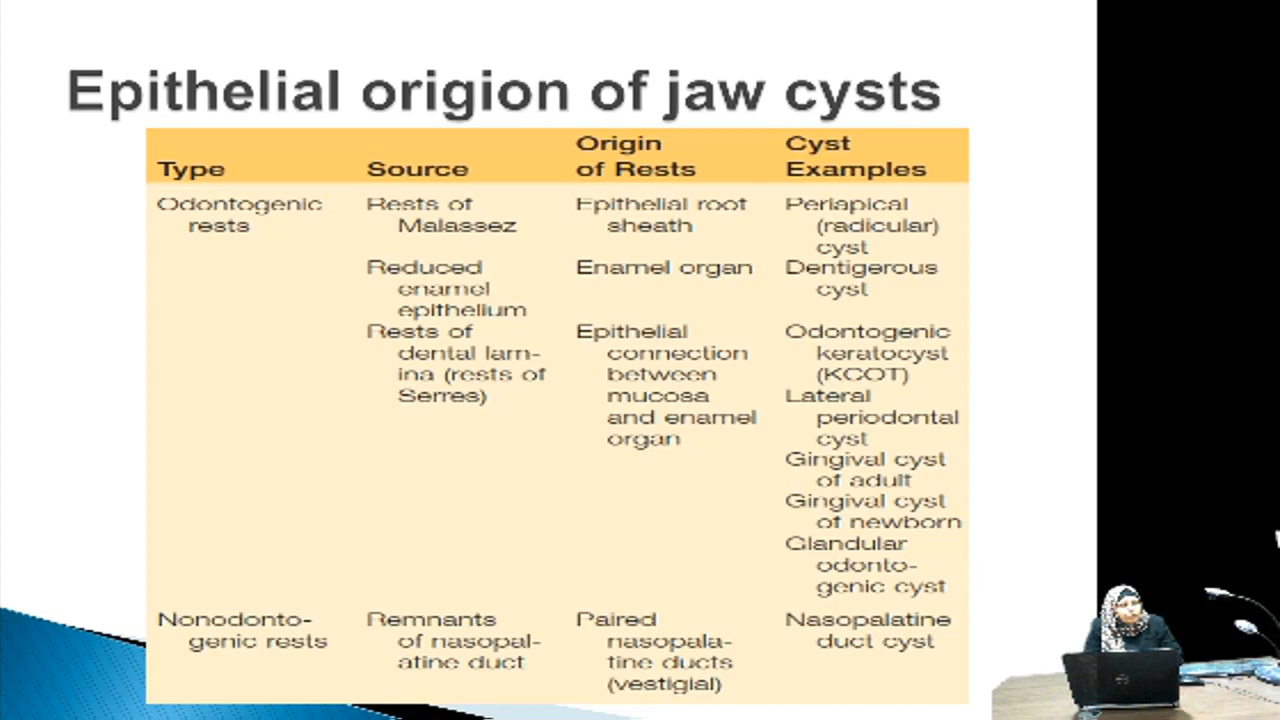 Epithelial origion of jaw cysts
Type Source Origin of Rests Cyst Examples
Odontogenic rests
Rests of Malassez
Epithelial root sheath
Periapical (radicular) cyst
Reduced enamel epithelium
Enamel organ
Dentigerous cyst
Rests of dental lam-
ina (rests of Serres)
Epithelial connection between mucosa and enamel organ
Odontogenic keratocyst (KCOT)
Lateral periodontal cyst
Gingival cyst of adult
Gingival cyst of newborn
Glandular odonto-
genic cyst
Nonodonto-
genic rests
Remnants of nasopal-
atine duct
Paired nasopala-
tine ducts (vestigial)
Nasopalatine duct cyst